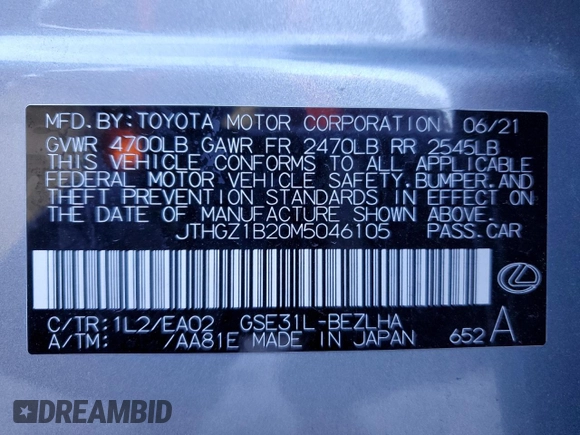 MFD.BY:TOYOTA MOTOR CORPORATION 06/21
GVWR 4700LB GAWR FR 2470LB RR 2545LB
THIS VEHICLE CONFORMS TO ALL APPLICABLE
FEDERAL MOTOR VEHICLE SAFETY.BUMPER.AND
THEFT PREVENTION STANDARDS IN EFFECT ON
THE DATE OF MANUFACTURE SHOWN ABOVE.
JTHGZ1B20M5046105 PASS.CAR
C/TR:1L2/EA02 GSE31L-BEZLHA
A/TM: /AA81E MADE IN JAPAN 652 A
DREAMBID